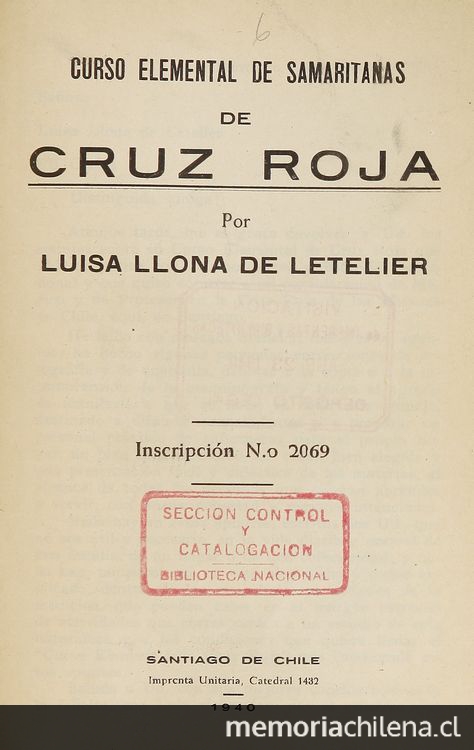 6
CURSO ELEMENTAL DE SAMARITANAS
DE
CRUZ ROJA
Por
LUISA LLONA DE LETELIER
Inscripción N.o 2069
SECCION CONTROL
Y
CATALOGACION
BIBLIOTECA NACIONAL
SANTIAGO DE CHILE
Imprenta Unitaria, Catedral 1432
1940
memoriachilena.cl